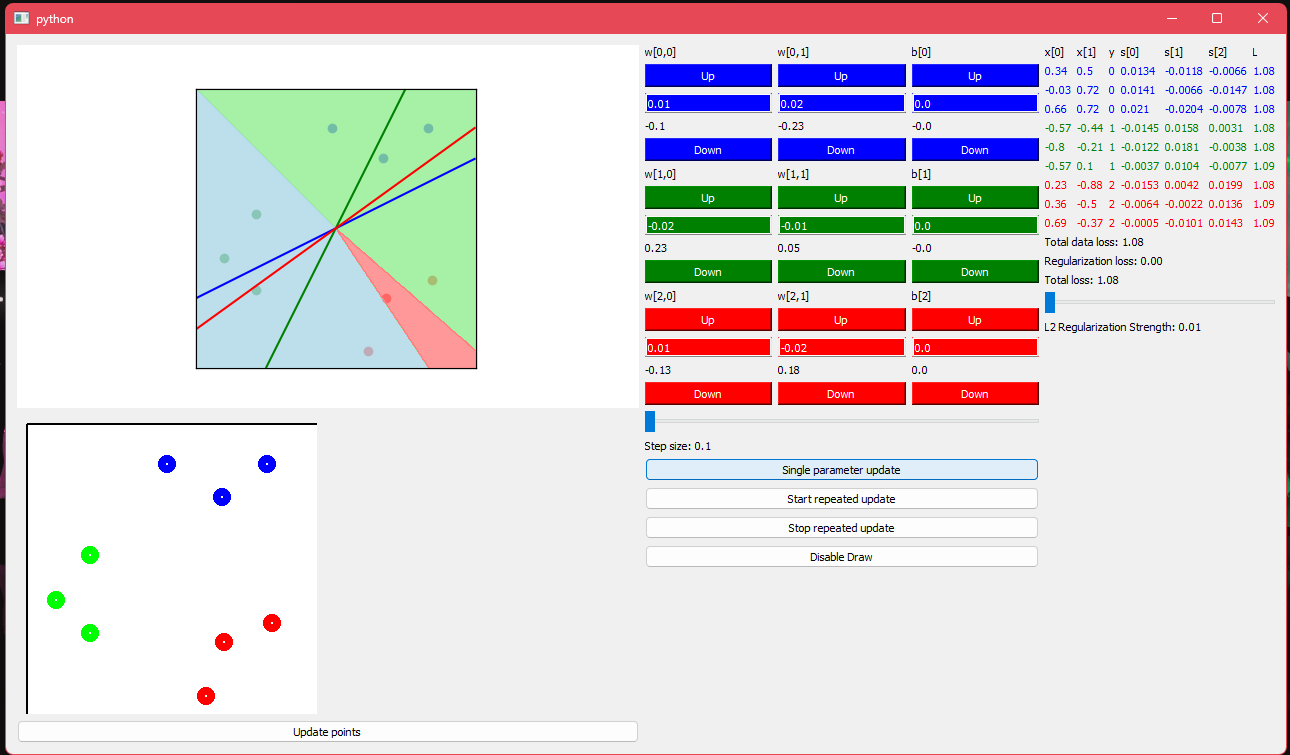 python
w[0,0] w[0,1] b[0]
Up Up Up
0.01 0.02 0.0
-0.1 -0.23 -0.0
Down Down Down
w[1,0] w[1,1] b[1]
Up Up Up
-0.02 -0.01 0.0
0.23 0.05 -0.0
Down Down Down
w[2,0] w[2,1] b[2]
Up Up Up
0.01 -0.02 0.0
-0.13 0.18 0.0
Down Down Down
Step size: 0.1
Single parameter update
Start repeated update
Stop repeated update
Disable Draw
x[0] x[1] y s[0] s[1] s[2] L
0.34 0.5 0 0.0134 -0.0118 -0.0066 1.08
-0.03 0.72 0 0.0141 -0.0066 -0.0147 1.08
0.66 0.72 0 0.021 -0.0204 -0.0078 1.08
-0.57 -0.44 1 -0.0145 0.0158 0.0031 1.08
-0.8 -0.21 1 -0.0122 0.0181 -0.0038 1.08
-0.57 0.1 1 -0.0037 0.0104 -0.0077 1.09
0.23 -0.88 2 -0.0153 0.0042 0.0199 1.08
0.36 -0.5 2 -0.0064 -0.0022 0.0136 1.09
0.69 -0.37 2 -0.0005 -0.0101 0.0143 1.09
Total data loss: 1.08
Regularization loss: 0.00
Total loss: 1.08
L2 Regularization Strength: 0.01
Update points